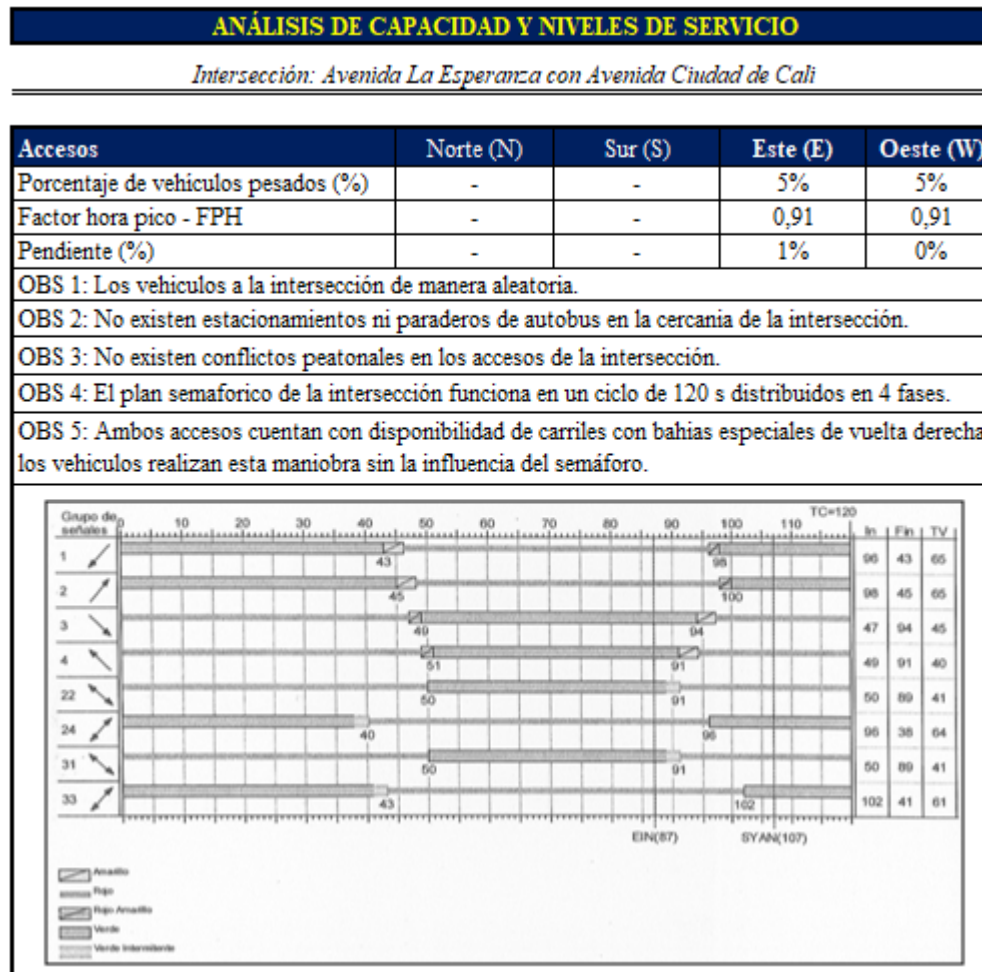 ANÁLISIS DE CAPACIDAD Y NIVELES DE SERVICIO
Intersección: Avenida La Esperanza con Avenida Ciudad de Cali
Accesos Norte (N) Sur (S) Este (E) Oeste (W)
Porcentaje de vehiculos pesados (%) - - 5% 5%
Factor hora pico - FPH - - 0,91 0,91
Pendiente (%) - - 1% 0%
OBS 1: Los vehiculos a la intersección de manera aleatoria.
OBS 2: No existen estacionamientos ni paraderos de autobus en la cercania de la intersección.
OBS 3: No existen conflictos peatonales en los accesos de la intersección.
OBS 4: El plan semaforico de la intersección funciona en un ciclo de 120 s distribuidos en 4 fases.
OBS 5: Ambos accesos cuentan con disponibilidad de carriles con bahias especiales de vuelta derecha
los vehiculos realizan esta maniobra sin la influencia del semáforo.
Grupo de señales 0 10 20 30 40 50 60 70 80 90 100 110 TC=120 In Fin TV
1 43 98 96 43 65
2 45 100 98 45 65
3 49 94 47 94 45
4 51 91 49 91 40
22 50 91 50 89 41
24 40 96 96 38 64
31 50 91 50 89 41
33 43 102 102 41 61
EIN(87) SYAN(107)
Amarillo
Rojo
Rojo Amarillo
Verde
Verde Intermitente